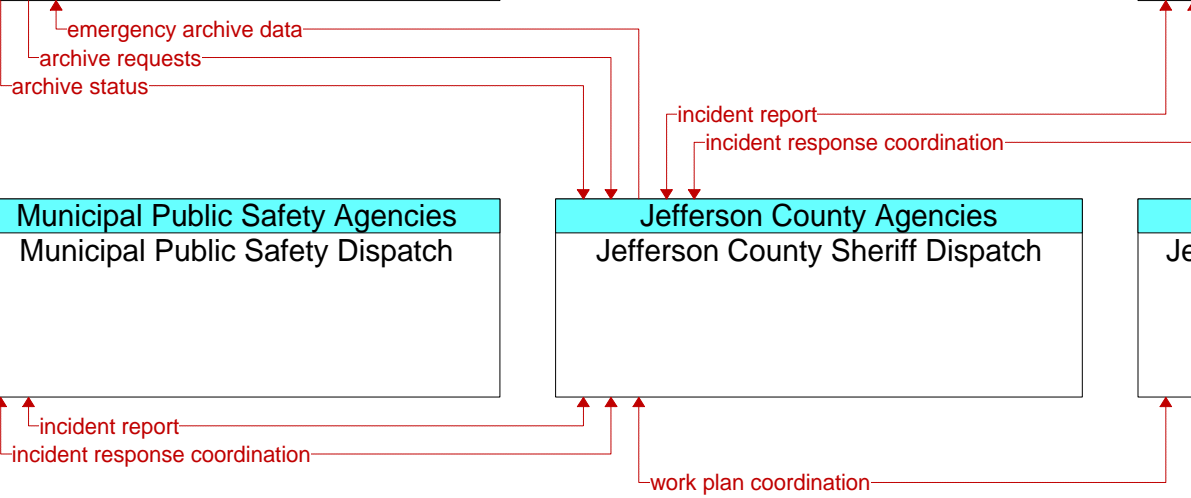 emergency archive data
archive requests
archive status
incident report
incident response coordination
Municipal Public Safety Agencies
Municipal Public Safety Dispatch
Jefferson County Agencies
Jefferson County Sheriff Dispatch
Je
incident report
incident response coordination
work plan coordination